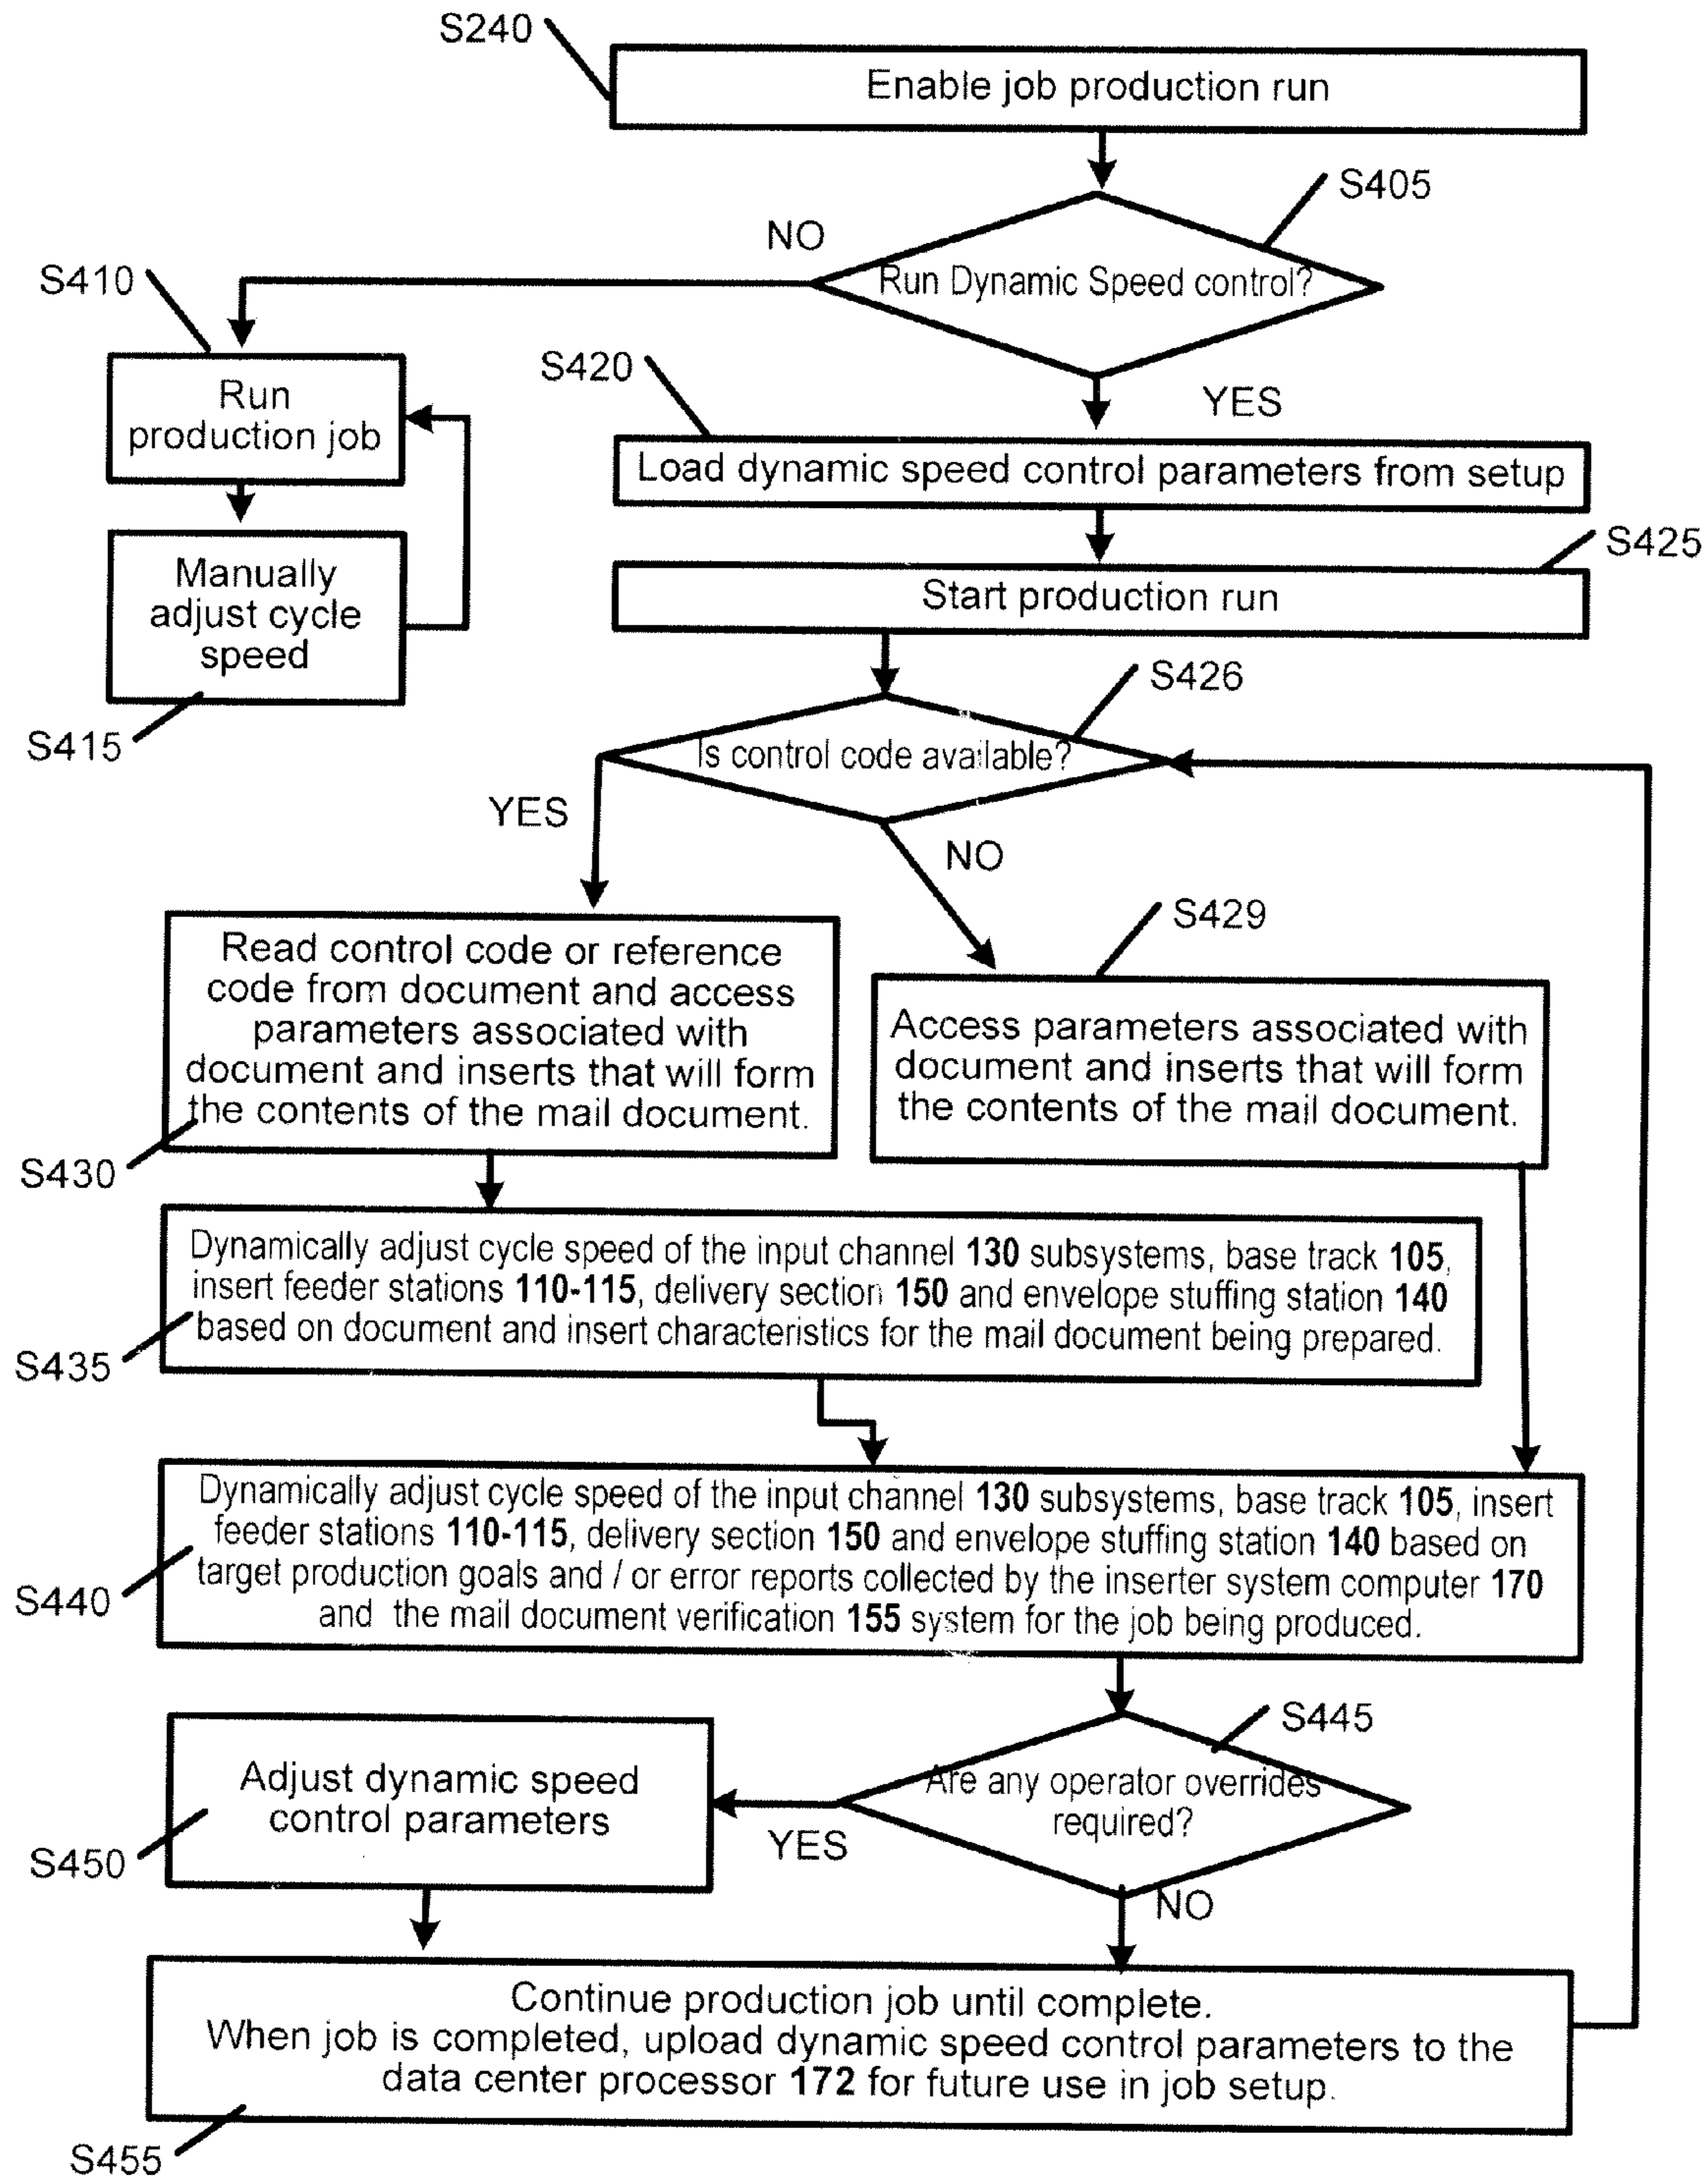 S240
Enable job production run
S405
NO
Run Dynamic Speed control?
S410
S420
YES
Run
production job
Load dynamic speed control parameters from setup
S425
Manually
adjust cycle
speed
Start production run
S426
S415
Is control code available?
YES
NO
S429
Read control code or reference
code from document and access
parameters associated with
document and inserts that will form
the contents of the mail document.
Access parameters associated with
document and inserts that will form
the contents of the mail document.
S430
Dynamically adjust cycle speed of the input channel 130 subsystems, base track 105,
insert feeder stations 110-115, delivery section 150 and envelope stuffing station 140
based on document and insert characteristics for the mail document being prepared.
S435
Dynamically adjust cycle speed of the input channel 130 subsystems, base track 105, insert
feeder stations 110-115, delivery section 150 and envelope stuffing station 140 based on
target production goals and / or error reports collected by the inserter system computer 170
and the mail document verification 155 system for the job being produced.
S440
S445
Adjust dynamic speed
control parameters
Are any operator overrides
required?
YES
S450
NO
Continue production job until complete.
When job is completed, upload dynamic speed control parameters to the
data center processor 172 for future use in job setup.
S455